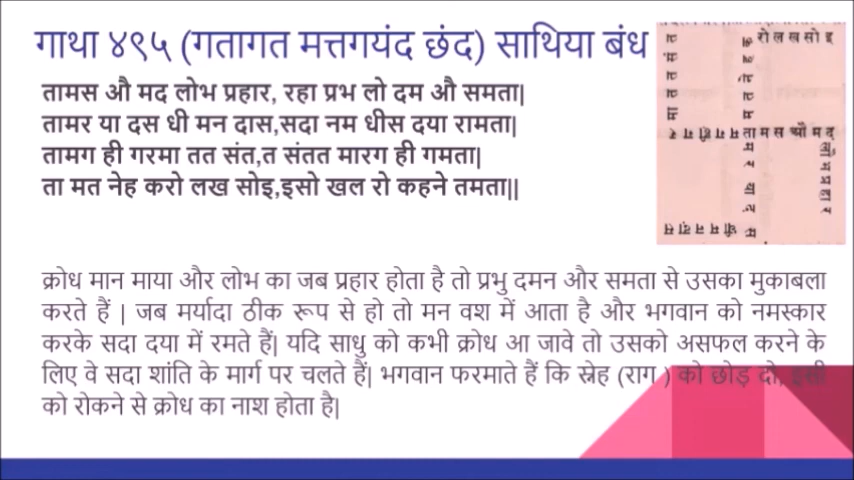 गाथा ४९५ (गतागत मत्तगयंद छंद) साथिया बंध
तामस औ मद लोभ प्रहार, रहा प्रभ लो दम औ समता|
तामर या दस धी मन दास,सदा नम धीस दया रामता|
तामग ही गरमा तत संत,त संतत मारग ही गमता|
ता मत नेह करो लख सोइ,इसो खल रो कहने तमता||
रो ल ख सो इ
ता म स औ म द
क्रोध मान माया और लोभ का जब प्रहार होता है तो प्रभु दमन और समता से उसका मुकाबला
करते हैं | जब मर्यादा ठीक रूप से हो तो मन वश में आता है और भगवान को नमस्कार
करके सदा दया में रमते हैं| यदि साधु को कभी क्रोध आ जावे तो उसको असफल करने के
लिए वे सदा शांति के मार्ग पर चलते हैं| भगवान फरमाते हैं कि स्नेह (राग ) को छोड़ दो, इसी
को रोकने से क्रोध का नाश होता है|